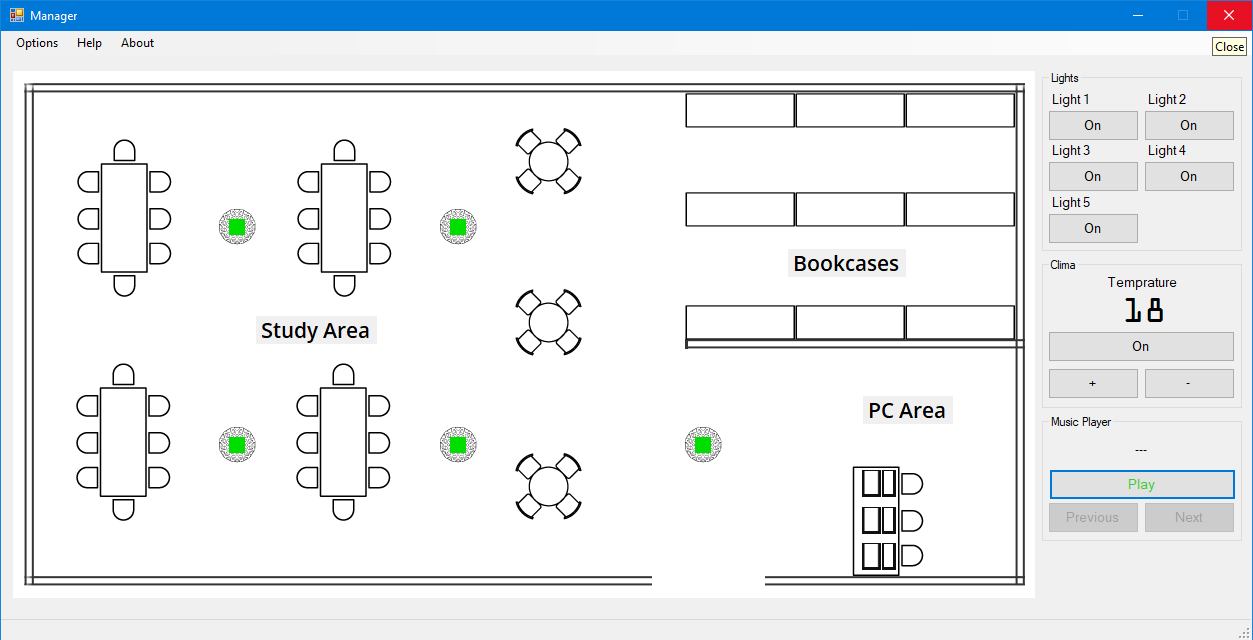 Manager
Options Help About
Close
Lights
Light 1 Light 2
On On
Light 3 Light 4
On On
Light 5
On
Bookcases
Clima
Temprature
18
Study Area
On
+ -
PC Area
Music Player
---
Play
Previous Next